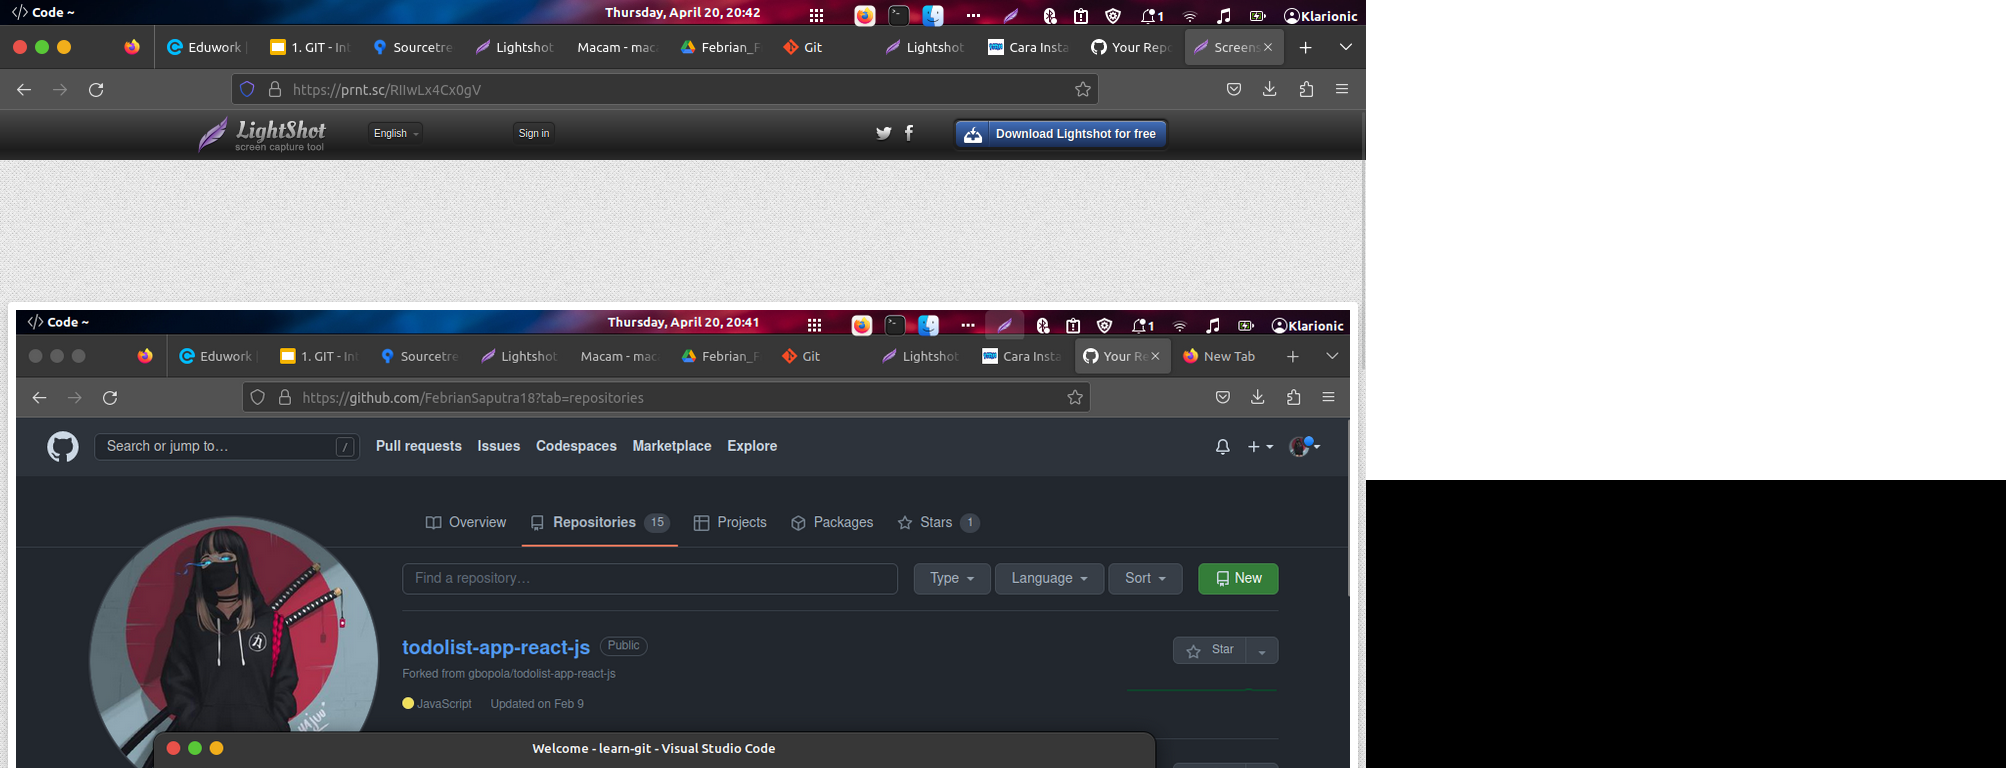 Code ~
Thursday, April 20, 20:42
1
Klarionic
Eduwork
1. GIT - Int
Sourcetre
Lightshot
Macam - mac
Febrian_F
Git
Lightshot
Cara Insta
Your Repo
Screens
https://prnt.sc/RIIwLx4Cx0gV
LightShot
screen capture tool
English
Sign in
Download Lightshot for free
Code ~
Thursday, April 20, 20:41
1
Klarionic
Eduwork
1. GIT - Int
Sourcetre
Lightshot
Macam - mac
Febrian_F
Git
Lightshot
Cara Insta
Your Re
New Tab
https://github.com/FebrianSaputra18?tab=repositories
Search or jump to…
/
Pull requests
Issues
Codespaces
Marketplace
Explore
Overview
Repositories 15
Projects
Packages
Stars 1
Find a repository…
Type
Language
Sort
New
todolist-app-react-js
Public
Star
Forked from gbopola/todolist-app-react-js
JavaScript
Updated on Feb 9
Welcome - learn-git - Visual Studio Code